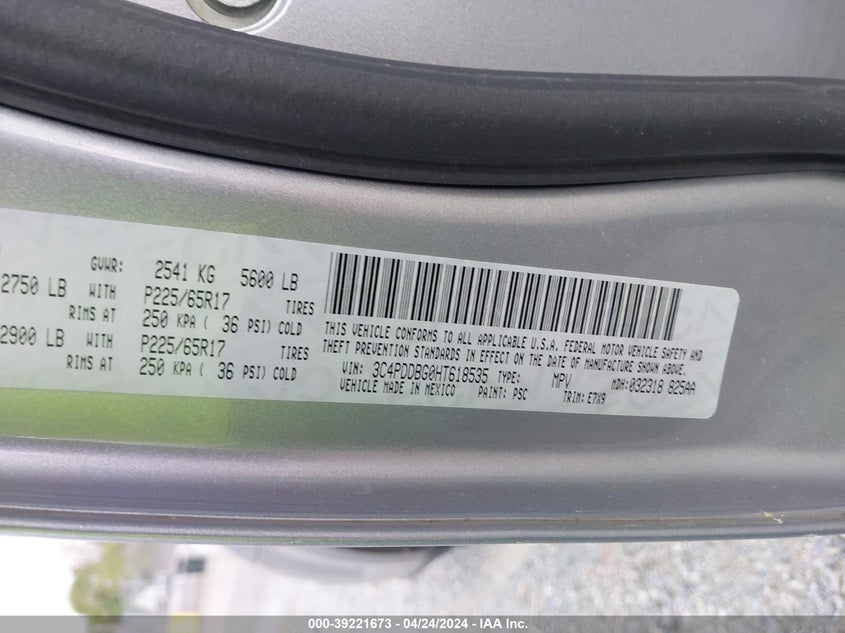 GVWR: 2541 KG 5600 LB
2750 LB WITH P225/65R17 TIRES
RIMS AT 250 KPA ( 36 PSI) COLD
2900 LB WITH P225/65R17 TIRES
RIMS AT 250 KPA ( 36 PSI) COLD
THIS VEHICLE CONFORMS TO ALL APPLICABLE U.S.A. FEDERAL MOTOR VEHICLE SAFETY AND
THEFT PREVENTION STANDARDS IN EFFECT ON THE DATE OF MANUFACTURE SHOWN ABOVE.
VIN: 3C4PDDBG0HT618535 TYPE: MPV MDH: 032318 825AA
VEHICLE MADE IN MEXICO PAINT: PSC TRIM: E7X9
000-39221673 - 04/24/2024 - IAA Inc.